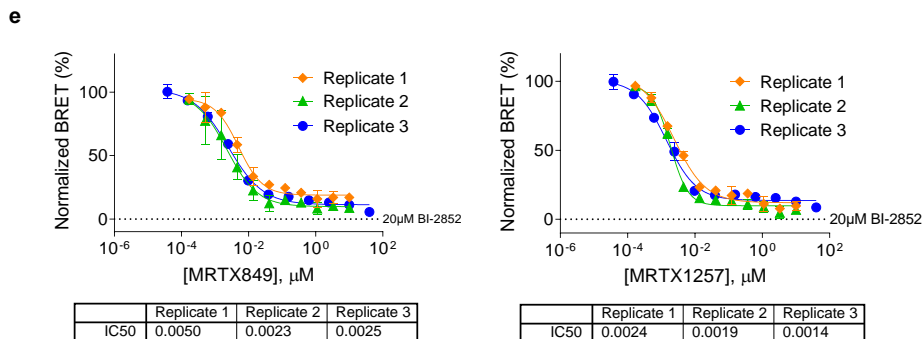 e
Normalized BRET (%)
100
50
0
Replicate 1
Replicate 2
Replicate 3
20μM BI-2852
10-6 10-4 10-2 100 102
[MRTX849], μM
Replicate 1 Replicate 2 Replicate 3
IC50 0.0050 0.0023 0.0025
Normalized BRET (%)
100
50
0
Replicate 1
Replicate 2
Replicate 3
20μM BI-2852
10-6 10-4 10-2 100 102
[MRTX1257], μM
Replicate 1 Replicate 2 Replicate 3
IC50 0.0024 0.0019 0.0014